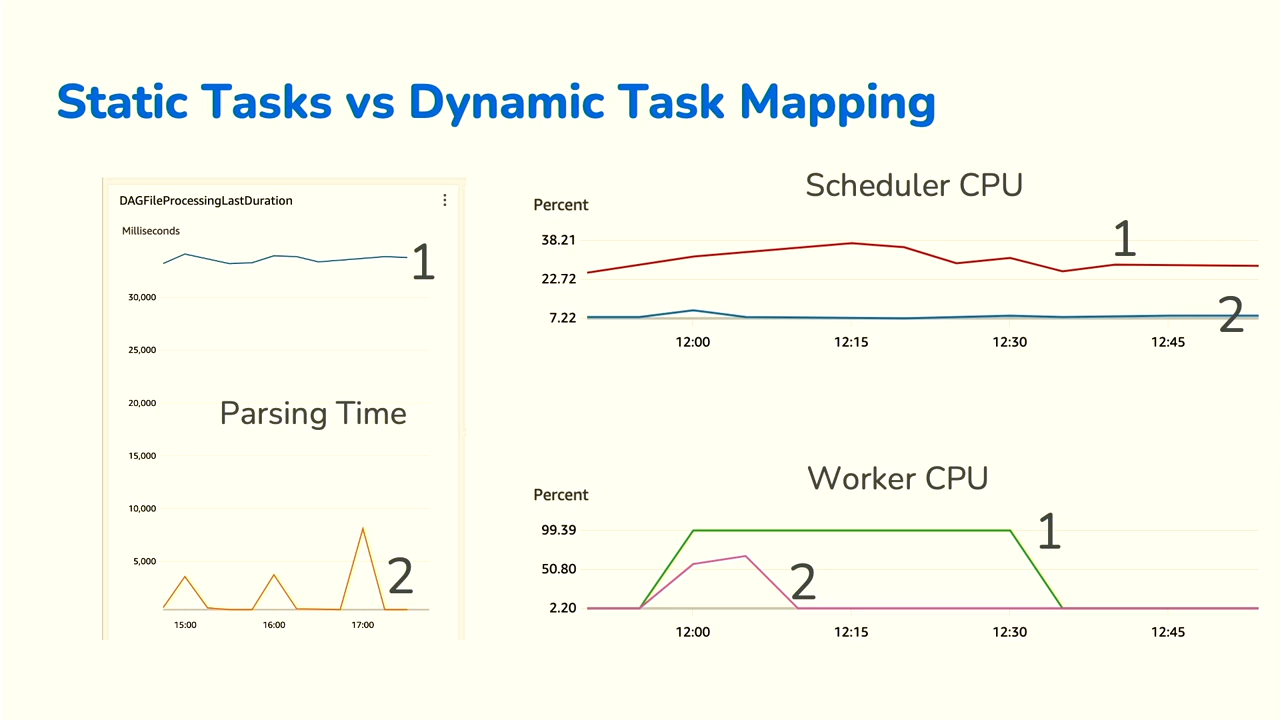 Static Tasks vs Dynamic Task Mapping
DAGFileProcessingLastDuration
Milliseconds
1
30,000
25,000
20,000
Parsing Time
15,000
10,000
5,000
2
15:00 16:00 17:00
Scheduler CPU
Percent
38.21
1
22.72
7.22
2
12:00 12:15 12:30 12:45
Worker CPU
Percent
99.39
1
50.80
2
2.20
12:00 12:15 12:30 12:45